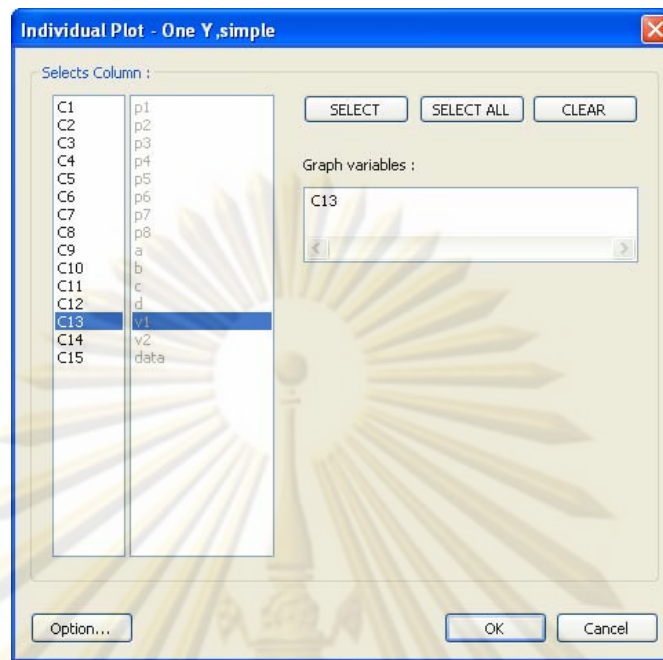 Individual Plot - One Y ,simple
Selects Column :
C1 p1
C2 p2
C3 p3
C4 p4
C5 p5
C6 p6
C7 p7
C8 p8
C9 a
C10 b
C11 c
C12 d
C13 v1
C14 v2
C15 data
SELECT SELECT ALL CLEAR
Graph variables :
C13
Option... OK Cancel